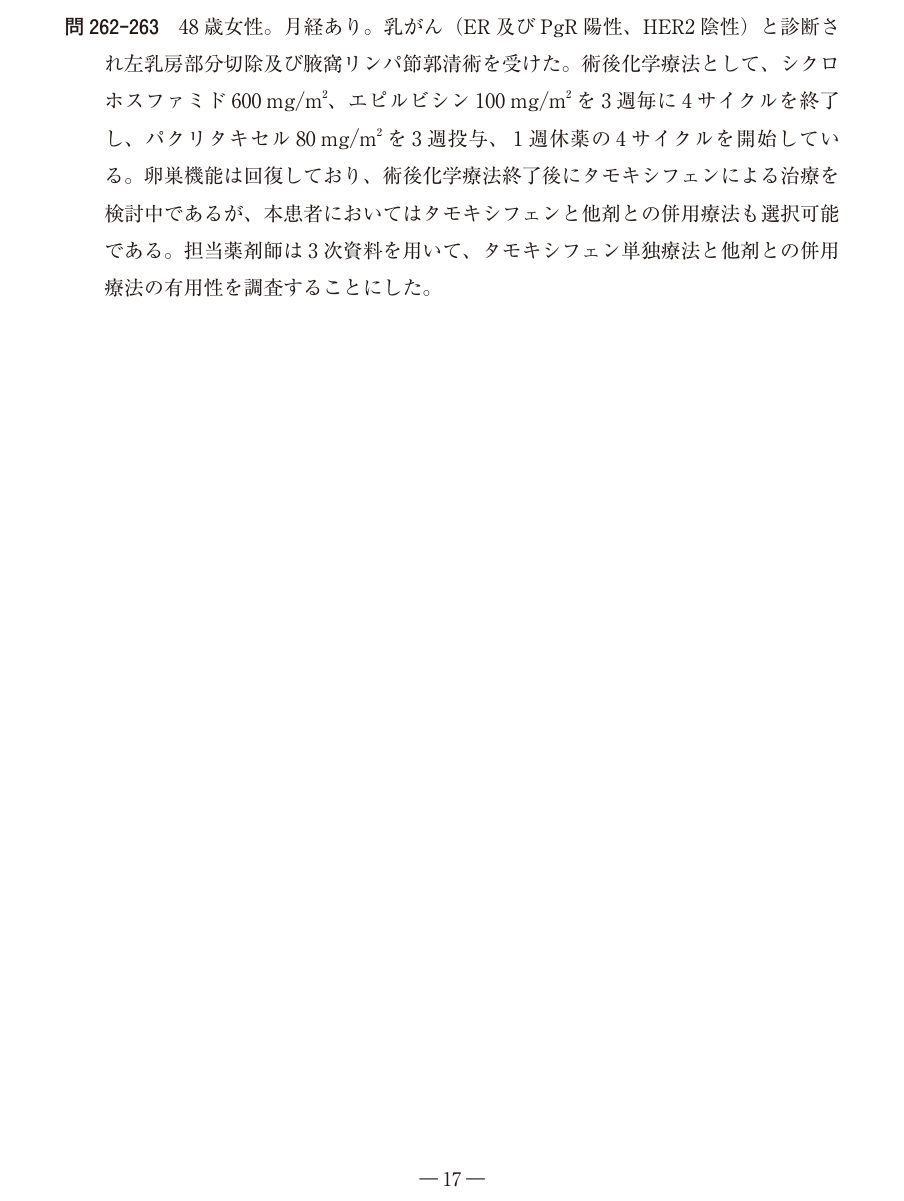 問 262-263　48 歳女性。月経あり。乳がん（ER 及び PgR 陽性、HER2 陰性）と診断さ
れ左乳房部分切除及び腋窩リンパ節郭清術を受けた。術後化学療法として、シクロ
ホスファミド 600 mg/m²、エピルビシン 100 mg/m² を 3 週毎に 4 サイクルを終了
し、パクリタキセル 80 mg/m² を 3 週投与、1 週休薬の 4 サイクルを開始してい
る。卵巣機能は回復しており、術後化学療法終了後にタモキシフェンによる治療を
検討中であるが、本患者においてはタモキシフェンと他剤との併用療法も選択可能
である。担当薬剤師は 3 次資料を用いて、タモキシフェン単独療法と他剤との併用
療法の有用性を調査することにした。
― 17 ―